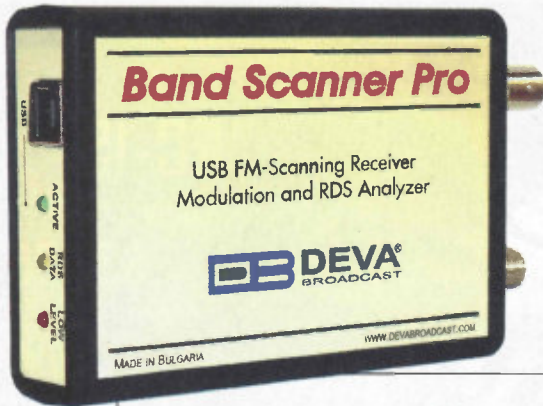 Band Scanner Pro
USB FM-Scanning Receiver
Modulation and RDS Analyzer
DB DEVA®
BROADCAST
MADE IN BULGARIA
WWW.DEVABROADCAST.COM
USB
ACTIVE
RDS
DATA
LOW
LEVEL